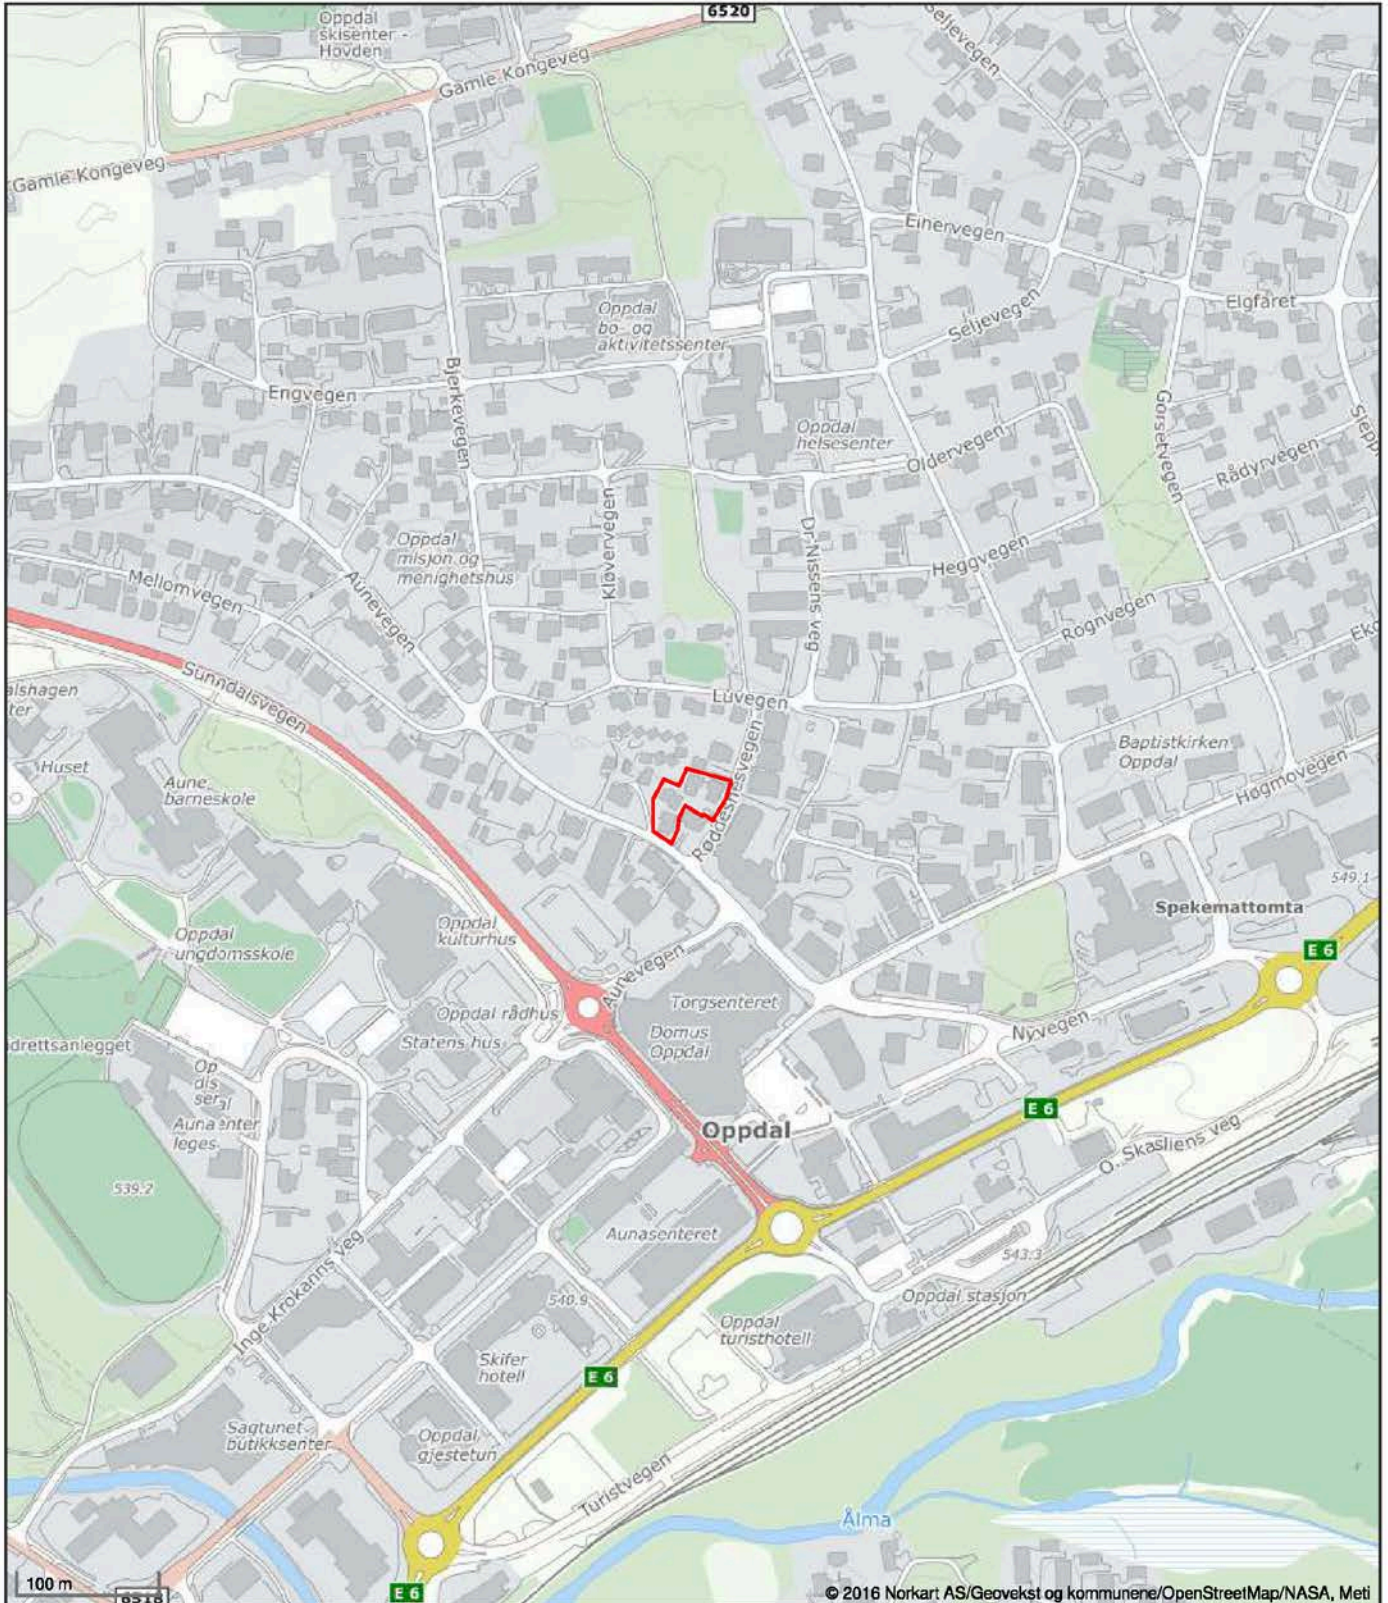 6520
Oppdal
skisenter -
Hovden
Gamle Kongeveg
Seljevegen
Gamle Kongeveg
Einervegen
Elgfaret
Seljevegen
Oppdal
bo- og
aktivitetssenter
Bjerkevegen
Engvegen
Gorsetvegen
Oppdal
helsesenter
Oldervegen
Rådyrvegen
Kløvervegen
Dr Nissens veg
Oppdal
misjon og
menighetshus
Heggvegen
Mellomvegen
Aunevegen
Rognvegen
Sunndalsvegen
Luvegen
Baptistkirken
Oppdal
Høgmovegen
Huset
Aune
barneskole
549.1
Spekemattomta
Oppdal
kulturhus
Oppdal
ungdomsskole
E 6
Aunevegen
Torgsenteret
Oppdal rådhus
Nyvegen
Statens hus
Domus
Oppdal
drettsanlegget
E 6
Oppdal
O. Skasliens veg
539.2
Aunasenteret
543.3
Inge Krokanns veg
Oppdal stasjon
540.9
Oppdal
turisthotell
Skifer
hotell
E 6
Sagtunet
butikksenter
Oppdal
gjestetun
Turistvegen
Ålma
100 m
E 6
© 2016 Norkart AS/Geovekst og kommunene/OpenStreetMap/NASA, Meti